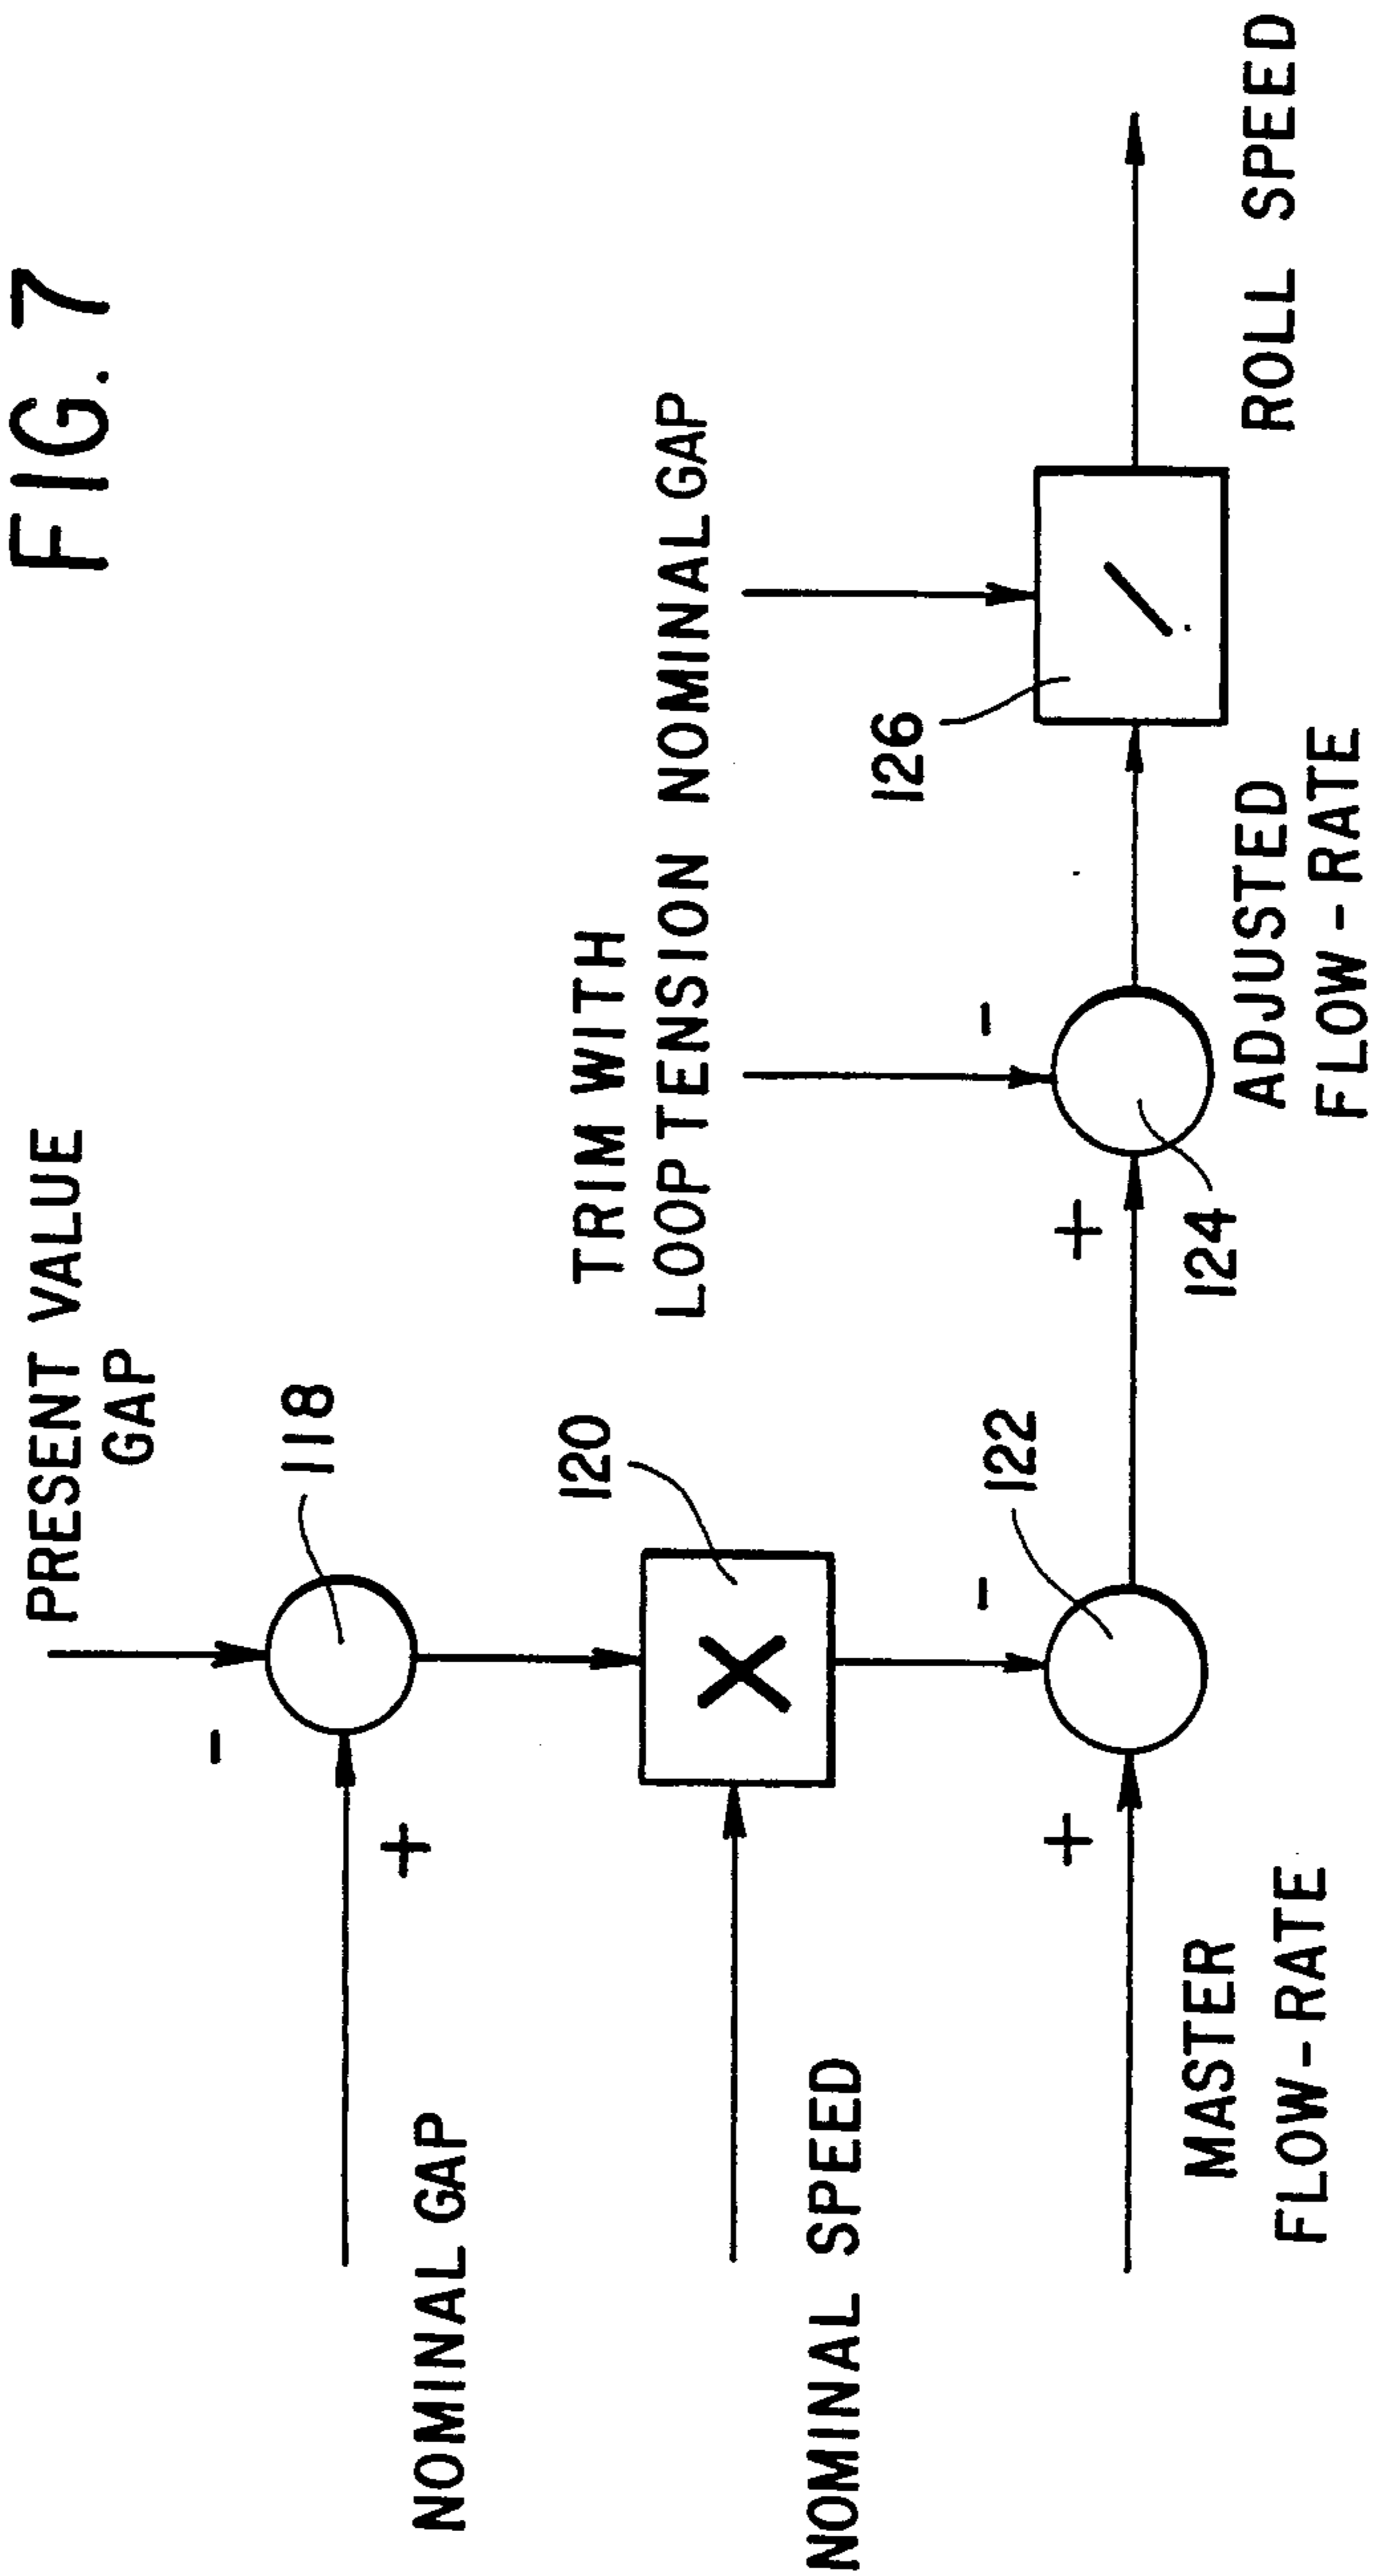 FIG. 7
PRESENT VALUE
GAP
118
-
+
NOMINAL GAP
120
X
NOMINAL SPEED
TRIM WITH
LOOP TENSION NOMINAL GAP
122
-
+
MASTER
FLOW-RATE
-
+
124
126
/
ADJUSTED
FLOW-RATE
ROLL SPEED